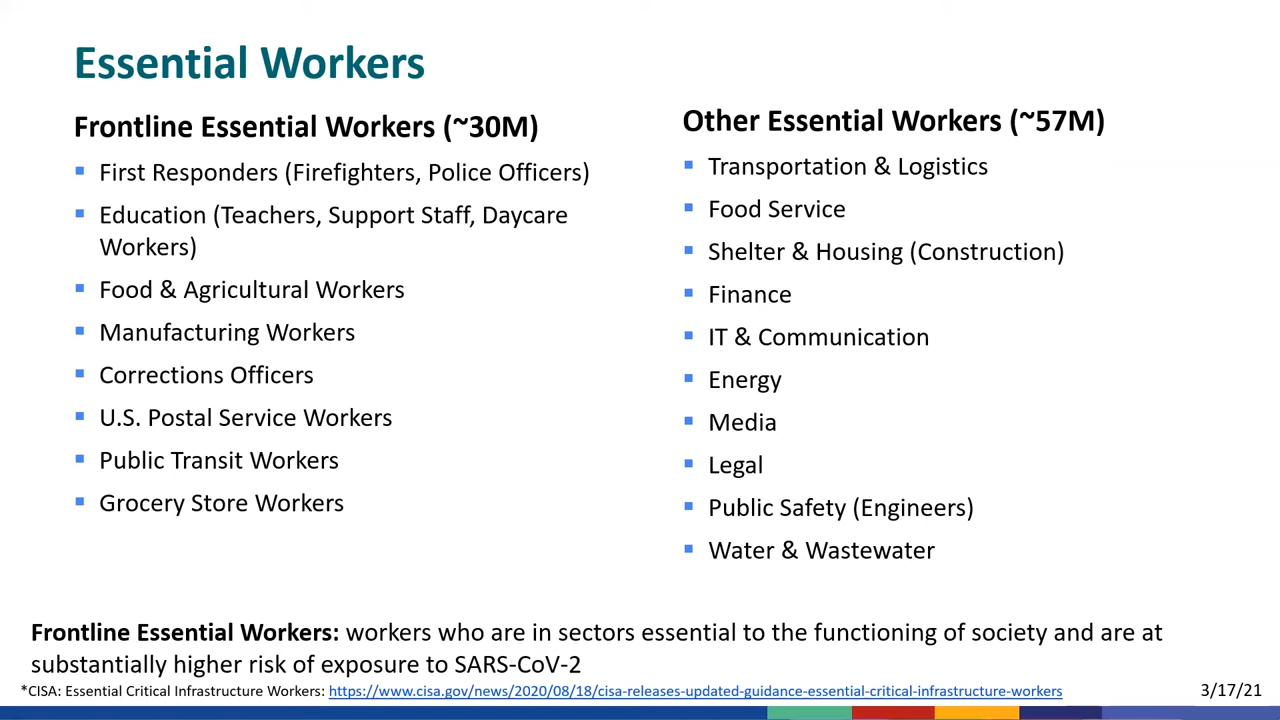 Essential Workers
Frontline Essential Workers (~30M)
First Responders (Firefighters, Police Officers)
Education (Teachers, Support Staff, Daycare
Workers)
Food & Agricultural Workers
Manufacturing Workers
Corrections Officers
U.S. Postal Service Workers
Public Transit Workers
Grocery Store Workers
Other Essential Workers (~57M)
Transportation & Logistics
Food Service
Shelter & Housing (Construction)
Finance
IT & Communication
Energy
Media
Legal
Public Safety (Engineers)
Water & Wastewater
Frontline Essential Workers: workers who are in sectors essential to the functioning of society and are at
substantially higher risk of exposure to SARS-CoV-2
*CISA: Essential Critical Infrastructure Workers: https://www.cisa.gov/news/2020/08/18/cisa-releases-updated-guidance-essential-critical-infrastructure-workers
3/17/21